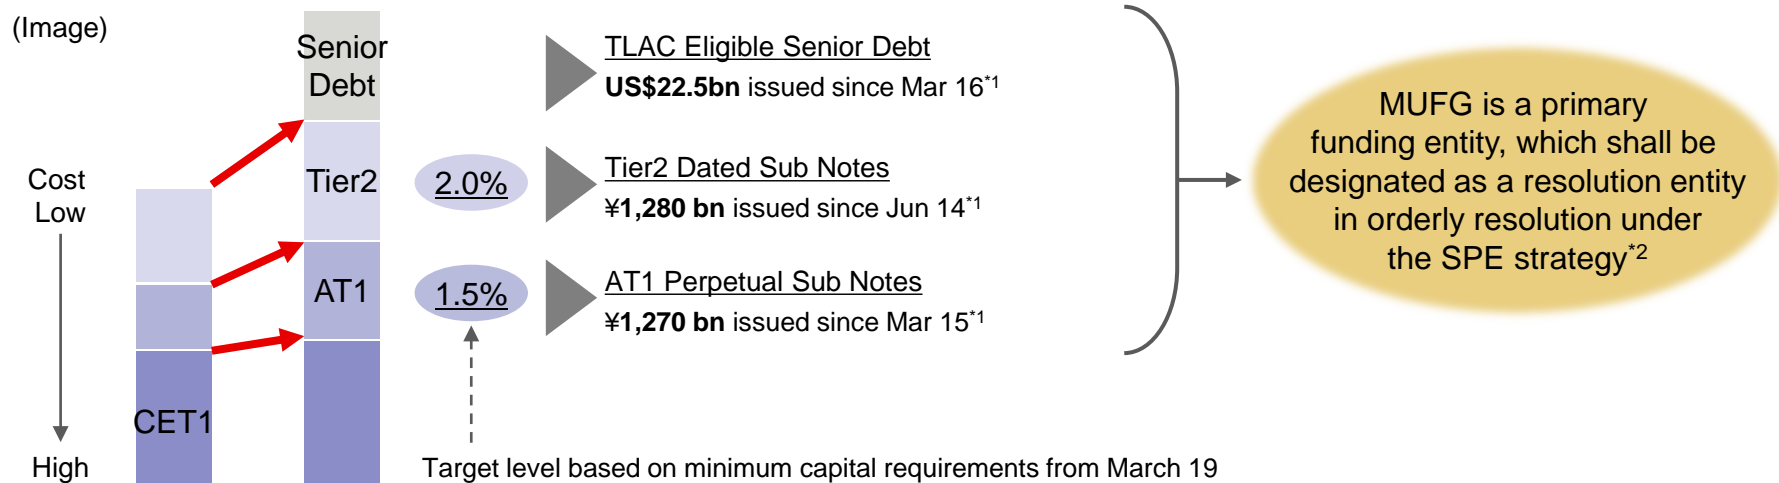 (Image)
Cost
Low
High
CET1
Senior
Debt
Tier2
AT1
2.0%
1.5%
TLAC Eligible Senior Debt
US$22.5bn issued since Mar 16*1
Tier2 Dated Sub Notes
¥1,280 bn issued since Jun 14*1
AT1 Perpetual Sub Notes
¥1,270 bn issued since Mar 15*1
Target level based on minimum capital requirements from March 19
MUFG is a primary
funding entity, which shall be
designated as a resolution entity
in orderly resolution under
the SPE strategy*2